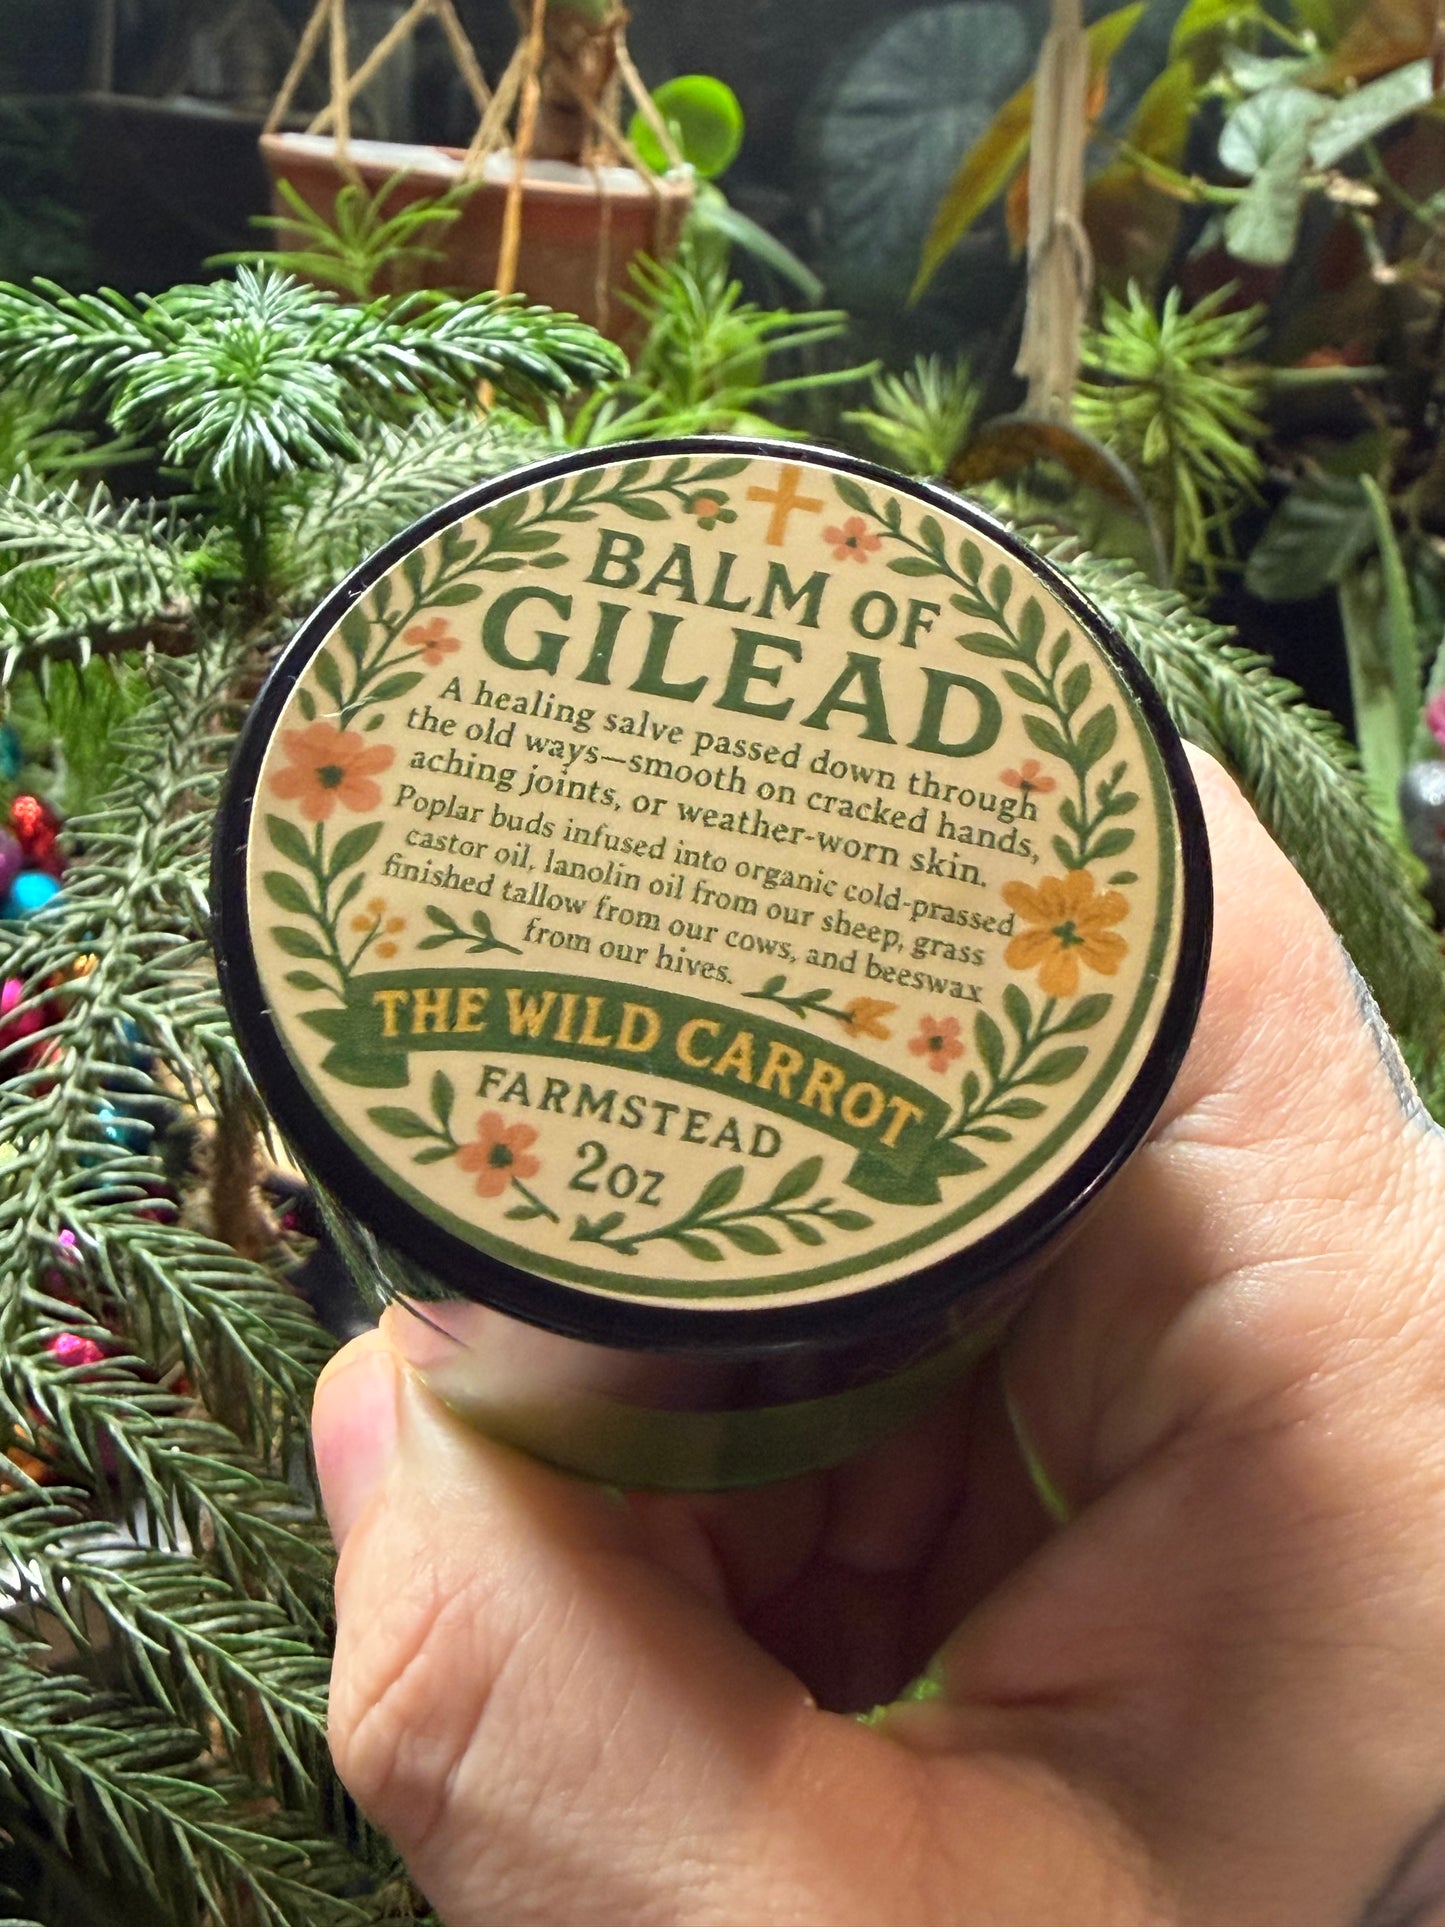 BALM OF
GILEAD
A healing salve passed down through
the old ways—smooth on cracked hands,
aching joints, or weather-worn skin.
Poplar buds infused into organic cold-prassed
castor oil, lanolin oil from our sheep, grass
finished tallow from our cows, and beeswax
from our hives.
THE WILD CARROT
FARMSTEAD
2oz